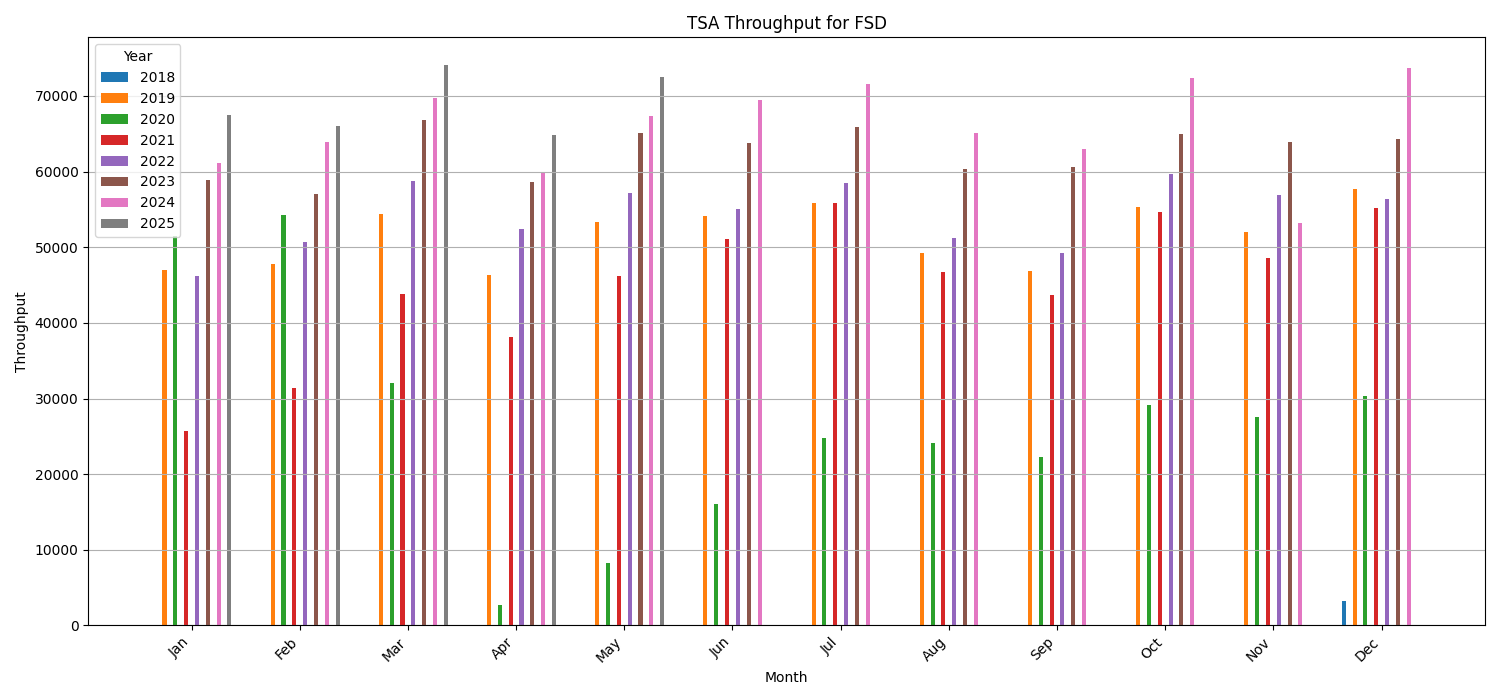 TSA Throughput for FSD
Year
2018
2019
2020
2021
2022
2023
2024
2025
Throughput
70000
60000
50000
40000
30000
20000
10000
0
Jan
Feb
Mar
Apr
May
Jun
Jul
Aug
Sep
Oct
Nov
Dec
Month